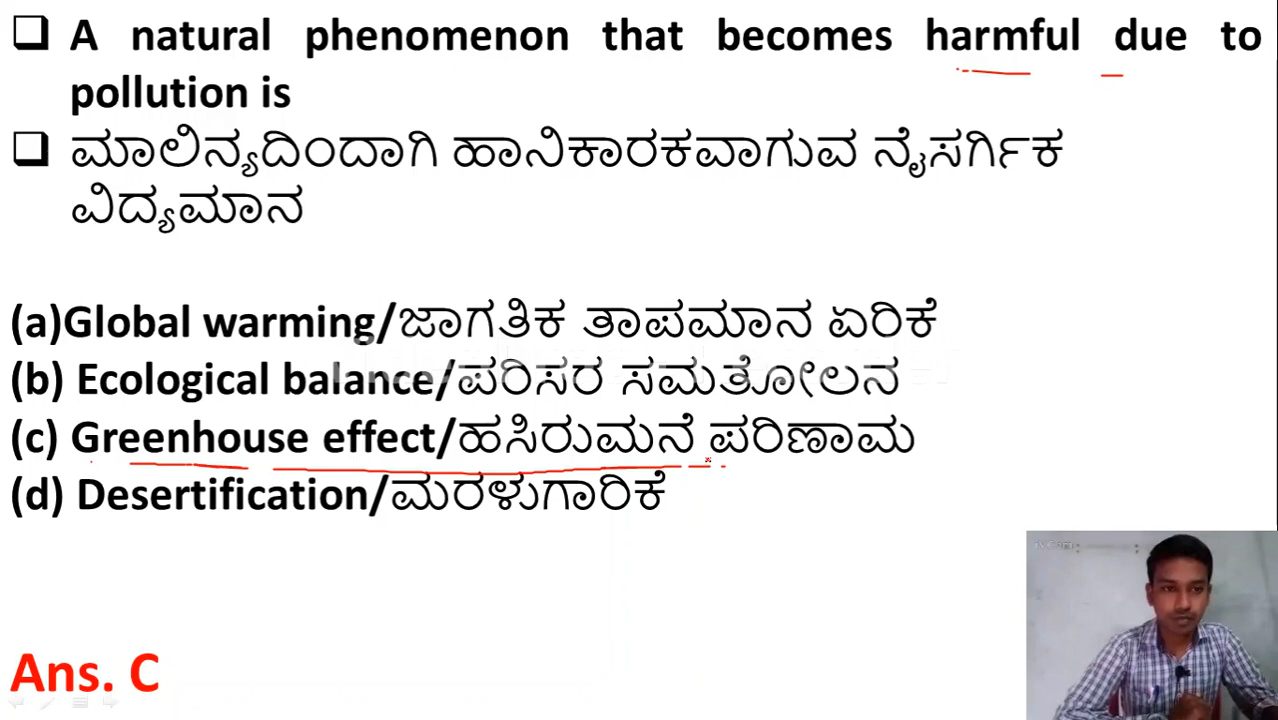 ❑ A natural phenomenon that becomes harmful due to
pollution is
❑ ಮಾಲಿನ್ಯದಿಂದಾಗಿ ಹಾನಿಕಾರಕವಾಗುವ ನೈಸರ್ಗಿಕ
ವಿದ್ಯಮಾನ
(a)Global warming/ಜಾಗತಿಕ ತಾಪಮಾನ ಏರಿಕೆ
(b) Ecological balance/ಪರಿಸರ ಸಮತೋಲನ
(c) Greenhouse effect/ಹಸಿರುಮನೆ ಪರಿಣಾಮ
(d) Desertification/ಮರಳುಗಾರಿಕೆ
Ans. C